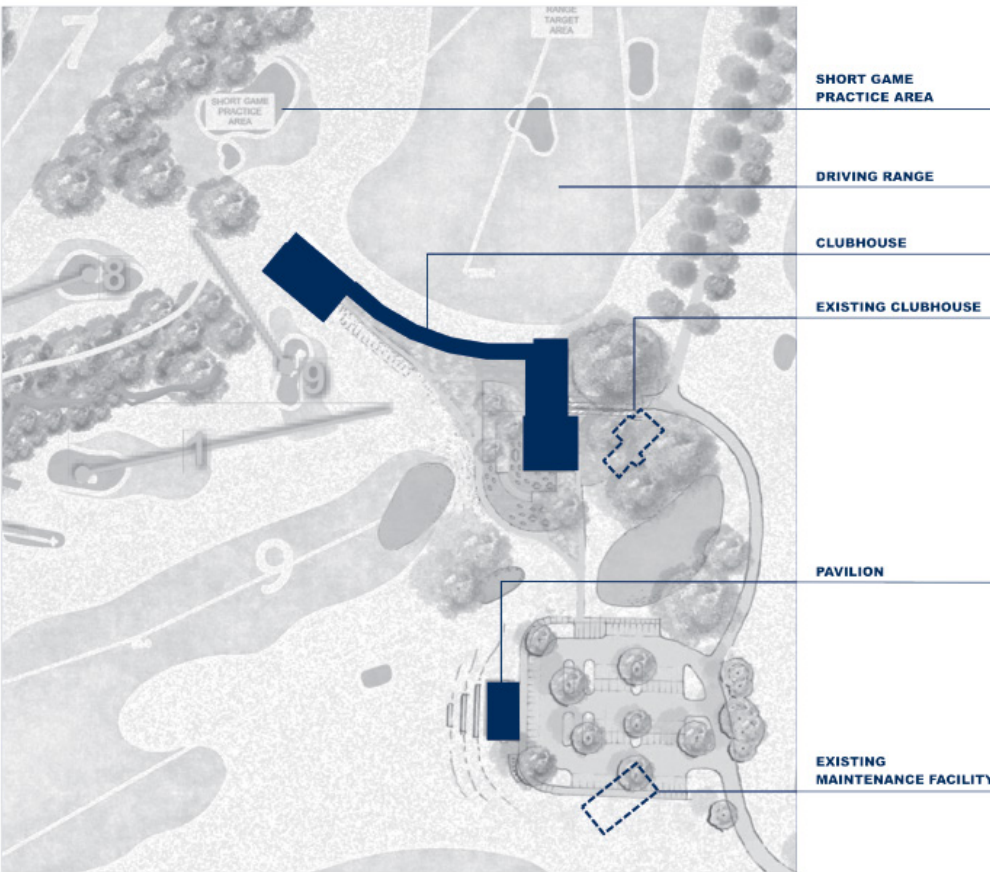 7
RANGE
TARGET
AREA
SHORT GAME
PRACTICE AREA
SHORT GAME
PRACTICE
AREA
DRIVING RANGE
CLUBHOUSE
8
EXISTING CLUBHOUSE
9
1
9
PAVILION
EXISTING
MAINTENANCE FACILITY